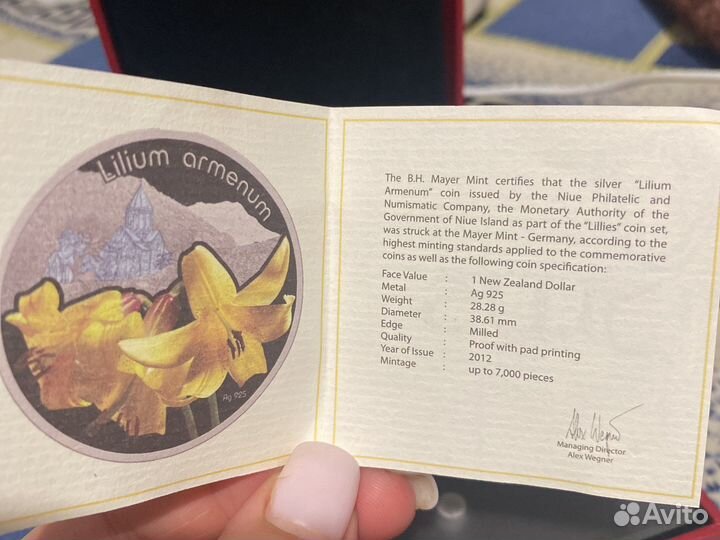 Lilium armenum
Ag 925
The B.H. Mayer Mint certifies that the silver "Lilium
Armenum" coin issued by the Niue Philatelic and
Numismatic Company, the Monetary Authority of the
Government of Niue Island as part of the "Lillies" coin set,
was struck at the Mayer Mint - Germany, according to the
highest minting standards applied to the commemorative
coins as well as the following coin specification:
Face Value : 1 New Zealand Dollar
Metal : Ag 925
Weight : 28.28 g
Diameter : 38.61 mm
Edge : Milled
Quality : Proof with pad printing
Year of Issue : 2012
Mintage : up to 7,000 pieces
Alex Wegner
Managing Director
Alex Wegner
Avito